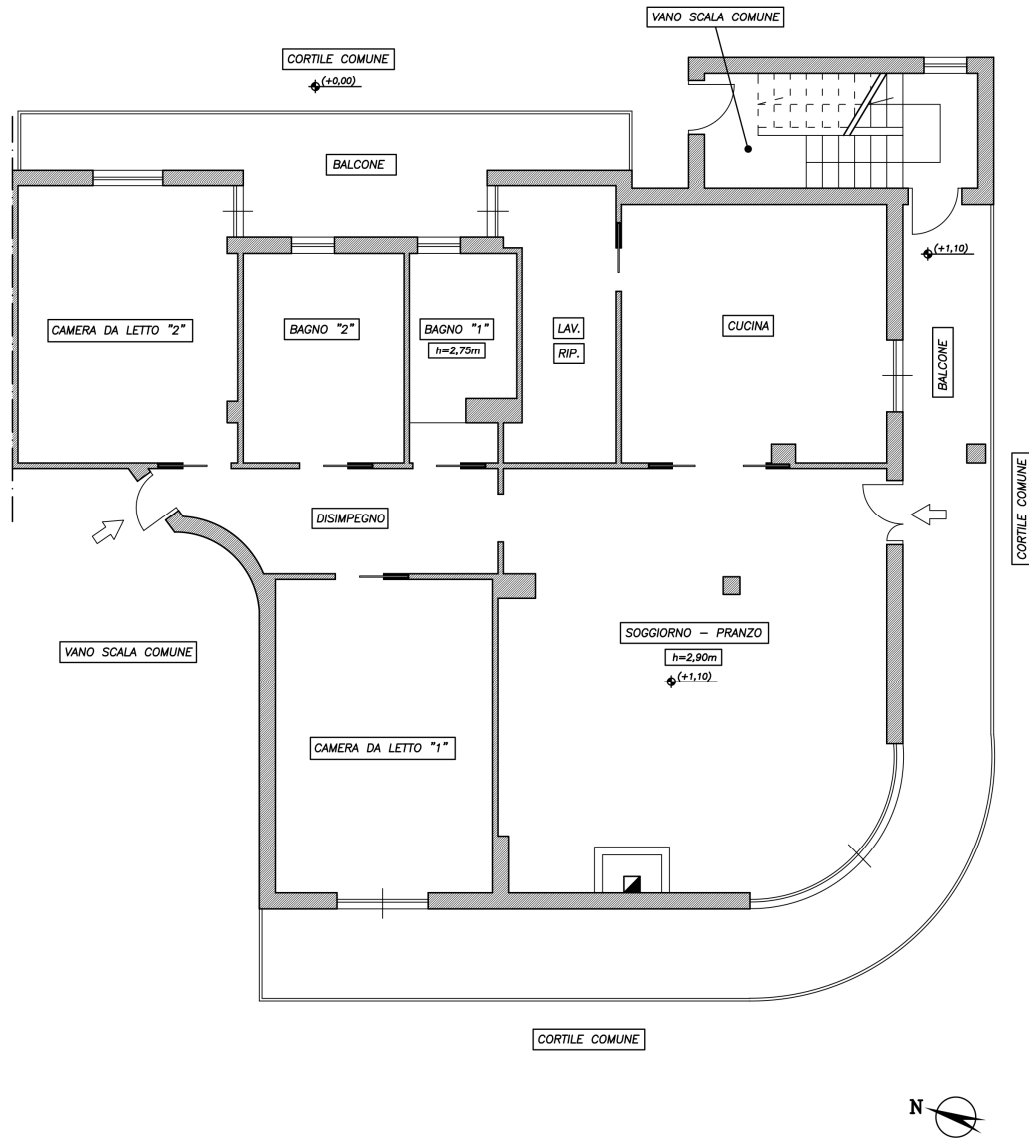 VANO SCALA COMUNE
CORTILE COMUNE
(+0,00)
BALCONE
(+1,10)
CAMERA DA LETTO "2"
BAGNO "2"
BAGNO "1"
h=2,75m
LAV.
RIP.
CUCINA
BALCONE
CORTILE COMUNE
DISIMPEGNO
VANO SCALA COMUNE
SOGGIORNO - PRANZO
h=2,90m
(+1,10)
CAMERA DA LETTO "1"
CORTILE COMUNE
N